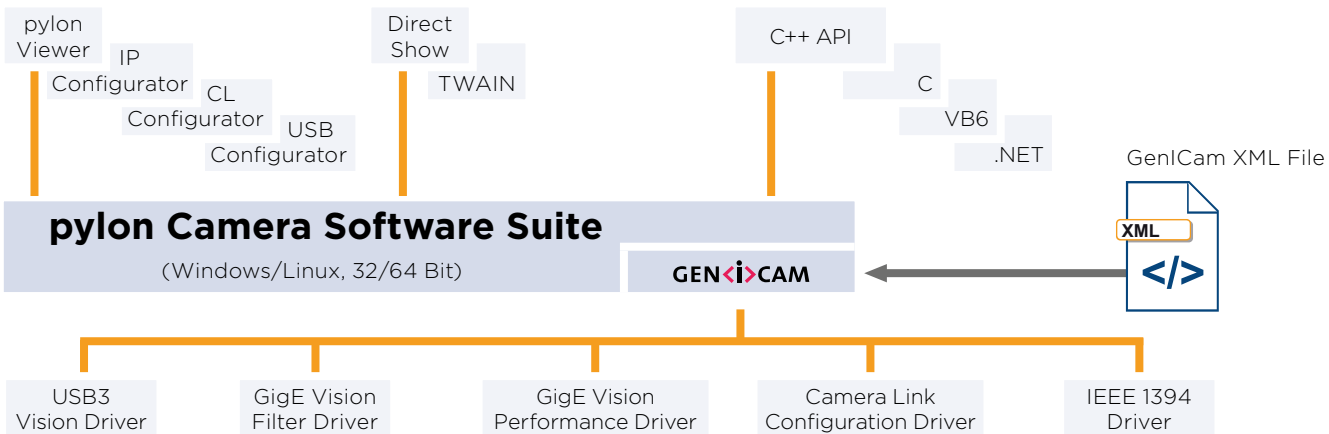 pylon
Viewer
IP
Configurator
CL
Configurator
USB
Configurator
Direct
Show
TWAIN
C++ API
C
VB6
.NET
GenICam XML File
XML
</>
pylon Camera Software Suite
(Windows/Linux, 32/64 Bit)
GEN<i>CAM
USB3
Vision Driver
GigE Vision
Filter Driver
GigE Vision
Performance Driver
Camera Link
Configuration Driver
IEEE 1394
Driver